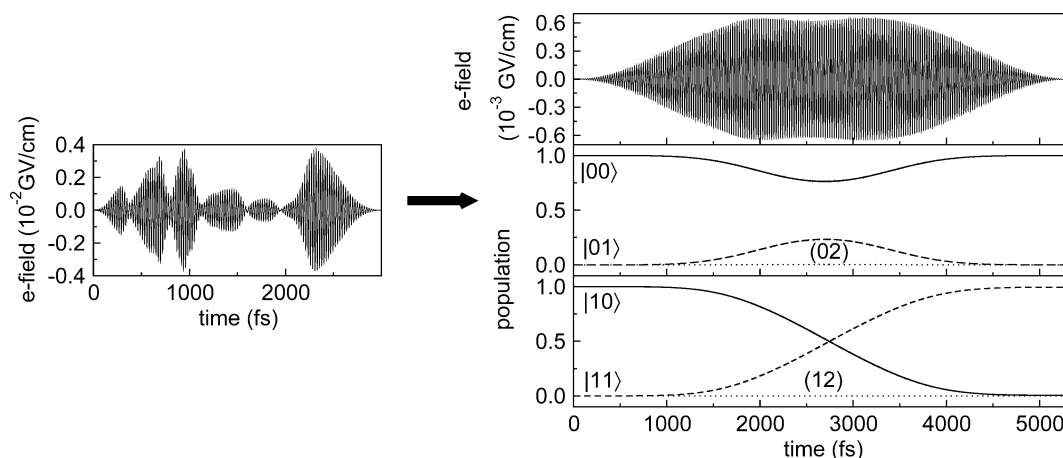 e-field (10⁻²GV/cm)
0.4
0.2
0.0
-0.2
-0.4
0 1000 2000
time (fs)
e-field
(10⁻³ GV/cm)
0.6
0.3
0.0
-0.3
-0.6
population
1.0
|00⟩
0.5
|01⟩
(02)
0.0
1.0
|10⟩
0.5
|11⟩
(12)
0.0
0 1000 2000 3000 4000 5000
time (fs)